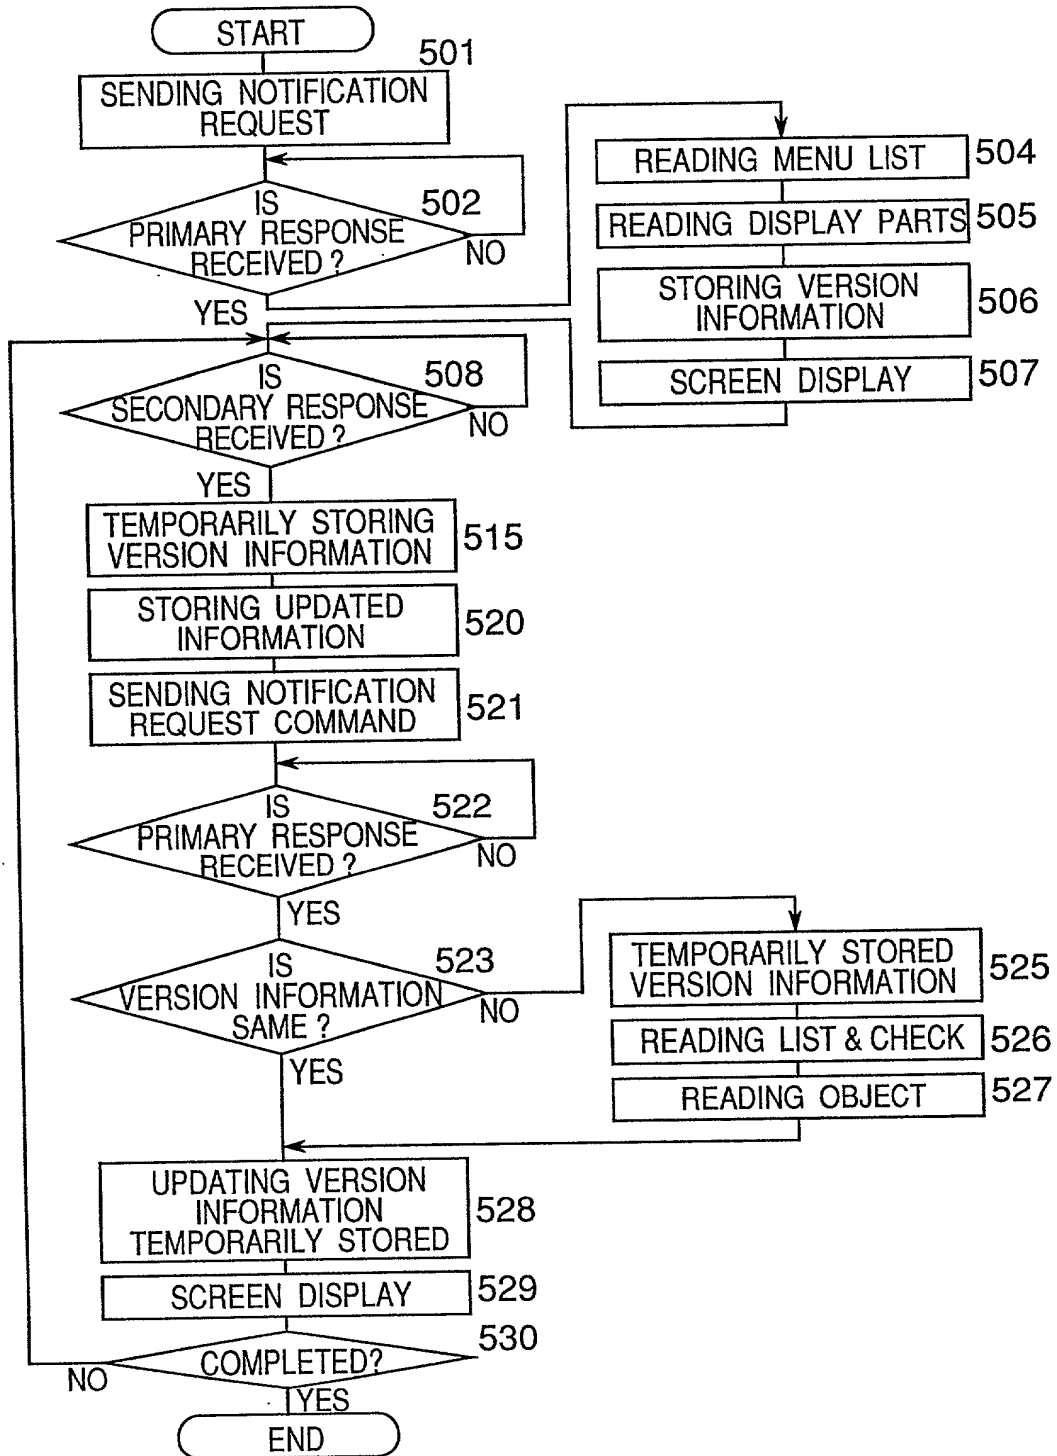 START
501
SENDING NOTIFICATION
REQUEST
IS
PRIMARY RESPONSE
RECEIVED ?
502
NO
YES
READING MENU LIST
504
READING DISPLAY PARTS
505
STORING VERSION
INFORMATION
506
SCREEN DISPLAY
507
IS
SECONDARY RESPONSE
RECEIVED ?
508
NO
YES
TEMPORARILY STORING
VERSION INFORMATION
515
STORING UPDATED
INFORMATION
520
SENDING NOTIFICATION
REQUEST COMMAND
521
IS
PRIMARY RESPONSE
RECEIVED ?
522
NO
YES
IS
VERSION INFORMATION
SAME ?
523
NO
YES
TEMPORARILY STORED
VERSION INFORMATION
525
READING LIST & CHECK
526
READING OBJECT
527
UPDATING VERSION
INFORMATION
TEMPORARILY STORED
528
SCREEN DISPLAY
529
COMPLETED?
530
NO
YES
END